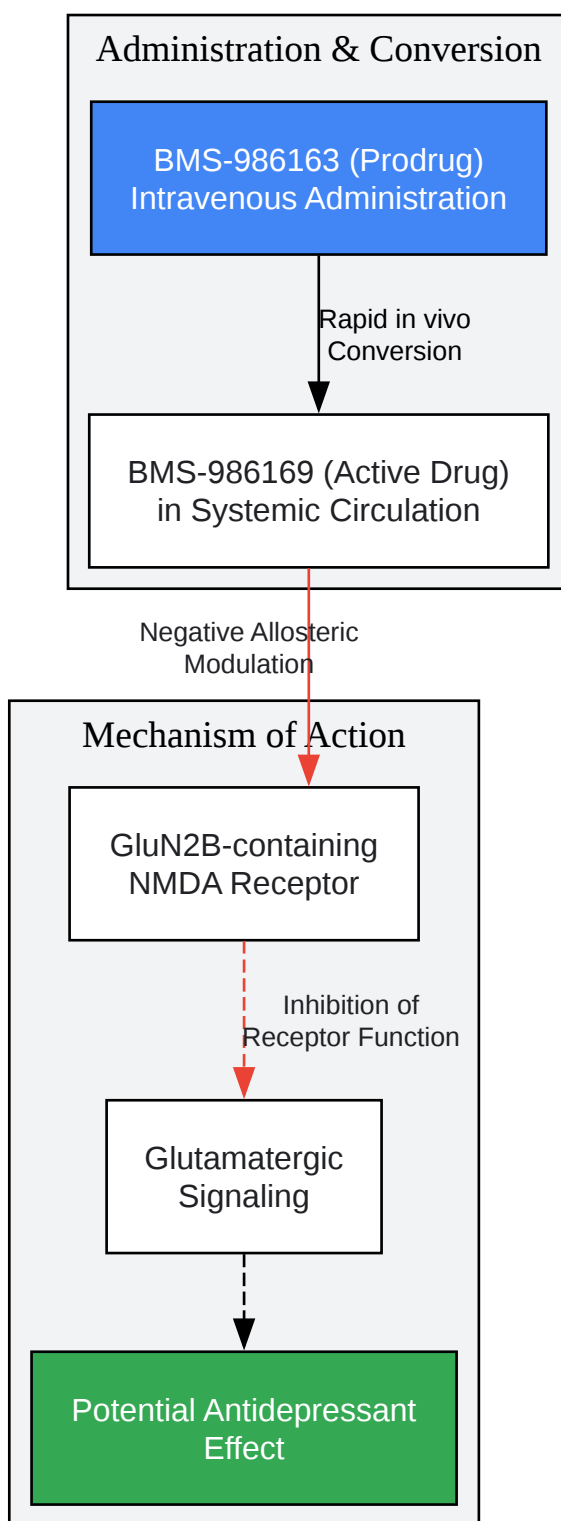 Administration & Conversion
BMS-986163 (Prodrug)
Intravenous Administration
Rapid in vivo
Conversion
BMS-986169 (Active Drug)
in Systemic Circulation
Negative Allosteric
Modulation
Mechanism of Action
GluN2B-containing
NMDA Receptor
Inhibition of
Receptor Function
Glutamatergic
Signaling
Potential Antidepressant
Effect